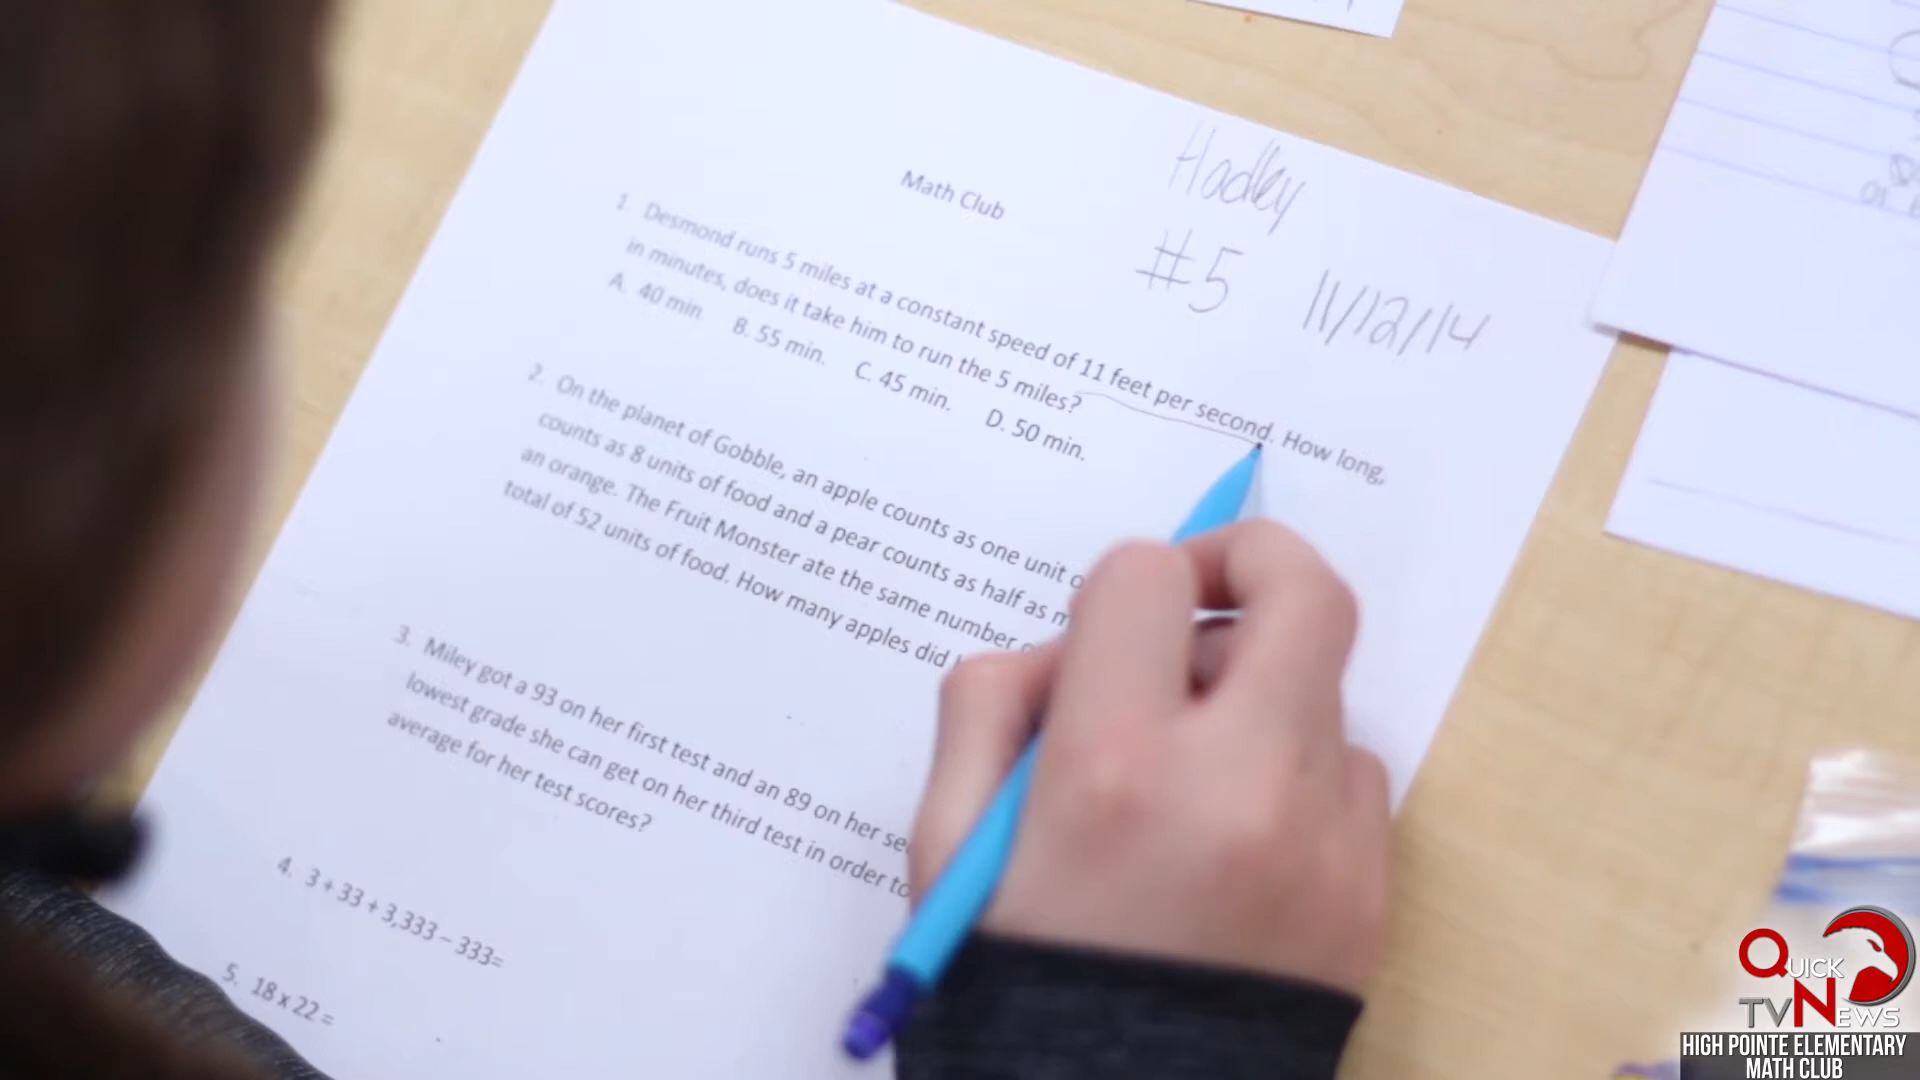 Hadley
#5 11/12/14
Math Club
1. Desmond runs 5 miles at a constant speed of 11 feet per second. How long,
in minutes, does it take him to run the 5 miles?
A. 40 min. B. 55 min. C. 45 min. D. 50 min.
2. On the planet of Gobble, an apple counts as one unit
counts as 8 units of food and a pear counts as half as
an orange. The Fruit Monster ate the same number
total of 52 units of food. How many apples did
3. Miley got a 93 on her first test and an 89 on her
lowest grade she can get on her third test in order to
average for her test scores?
4. 3 + 33 + 3,333 – 333=
5. 18 x 22 =
QUICK
TV NEWS
HIGH POINTE ELEMENTARY
MATH CLUB